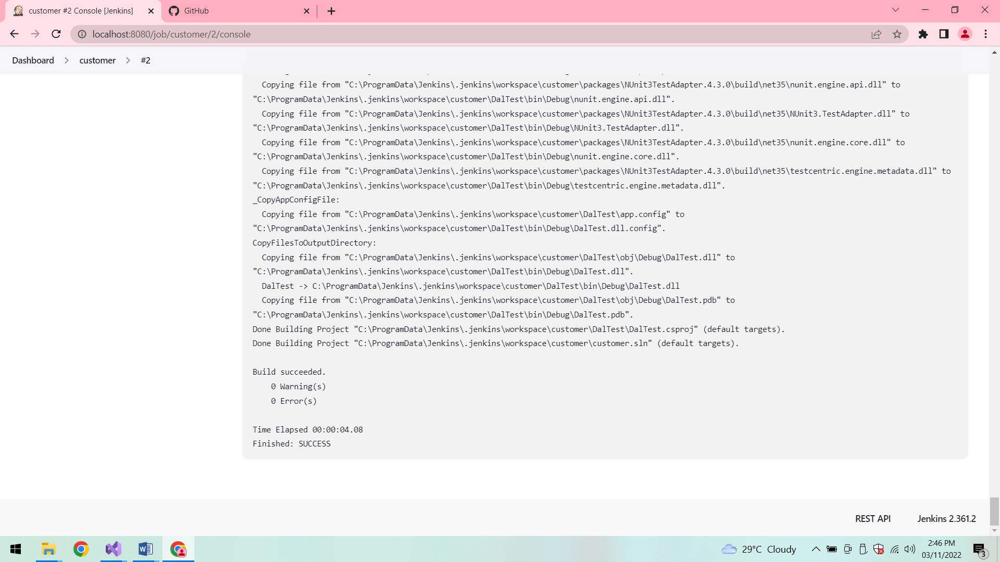 customer #2 Console [Jenkins]
GitHub
localhost:8080/job/customer/2/console
Dashboard
customer
#2
Copying file from "C:\ProgramData\Jenkins\.jenkins\workspace\customer\packages\NUnit3TestAdapter.4.3.0\build\net35\nunit.engine.api.dll" to
"C:\ProgramData\Jenkins\.jenkins\workspace\customer\DalTest\bin\Debug\nunit.engine.api.dll".
Copying file from "C:\ProgramData\Jenkins\.jenkins\workspace\customer\packages\NUnit3TestAdapter.4.3.0\build\net35\NUnit3.TestAdapter.dll" to
"C:\ProgramData\Jenkins\.jenkins\workspace\customer\DalTest\bin\Debug\NUnit3.TestAdapter.dll".
Copying file from "C:\ProgramData\Jenkins\.jenkins\workspace\customer\packages\NUnit3TestAdapter.4.3.0\build\net35\nunit.engine.core.dll" to
"C:\ProgramData\Jenkins\.jenkins\workspace\customer\DalTest\bin\Debug\nunit.engine.core.dll".
Copying file from "C:\ProgramData\Jenkins\.jenkins\workspace\customer\packages\NUnit3TestAdapter.4.3.0\build\net35\testcentric.engine.metadata.dll" to
"C:\ProgramData\Jenkins\.jenkins\workspace\customer\DalTest\bin\Debug\testcentric.engine.metadata.dll".
_CopyAppConfigFile:
Copying file from "C:\ProgramData\Jenkins\.jenkins\workspace\customer\DalTest\app.config" to
"C:\ProgramData\Jenkins\.jenkins\workspace\customer\DalTest\bin\Debug\DalTest.dll.config".
CopyFilesToOutputDirectory:
Copying file from "C:\ProgramData\Jenkins\.jenkins\workspace\customer\DalTest\obj\Debug\DalTest.dll" to
"C:\ProgramData\Jenkins\.jenkins\workspace\customer\DalTest\bin\Debug\DalTest.dll".
DalTest -> C:\ProgramData\Jenkins\.jenkins\workspace\customer\DalTest\bin\Debug\DalTest.dll
Copying file from "C:\ProgramData\Jenkins\.jenkins\workspace\customer\DalTest\obj\Debug\DalTest.pdb" to
"C:\ProgramData\Jenkins\.jenkins\workspace\customer\DalTest\bin\Debug\DalTest.pdb".
Done Building Project "C:\ProgramData\Jenkins\.jenkins\workspace\customer\DalTest\DalTest.csproj" (default targets).
Done Building Project "C:\ProgramData\Jenkins\.jenkins\workspace\customer\customer.sln" (default targets).
Build succeeded.
0 Warning(s)
0 Error(s)
Time Elapsed 00:00:04.08
Finished: SUCCESS
REST API
Jenkins 2.361.2
29°C Cloudy
2:46 PM
03/11/2022
3